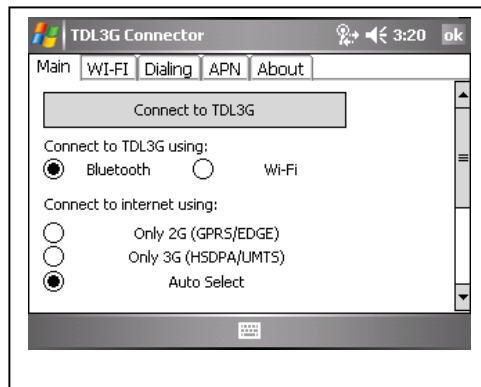 TDL3G Connector 3:20 ok
Main WI-FI Dialing APN About
Connect to TDL3G
Connect to TDL3G using:
Bluetooth Wi-Fi
Connect to internet using:
Only 2G (GPRS/EDGE)
Only 3G (HSDPA/UMTS)
Auto Select